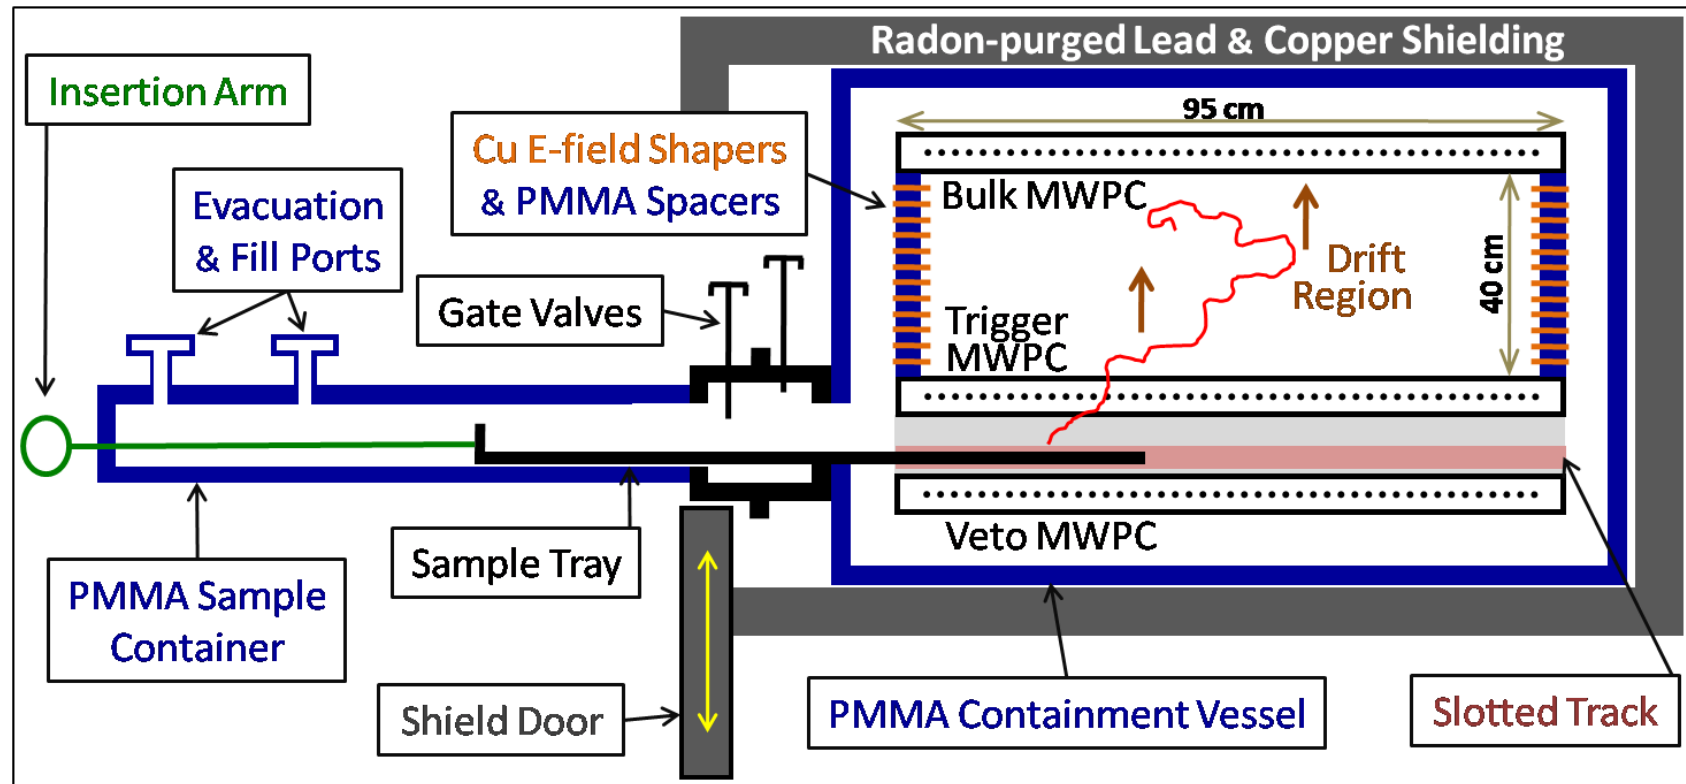 Radon-purged Lead & Copper Shielding
Insertion Arm
95 cm
Cu E-field Shapers
& PMMA Spacers
Bulk MWPC
Evacuation
& Fill Ports
Drift
Region
40 cm
Gate Valves
Trigger
MWPC
Veto MWPC
Sample Tray
PMMA Sample
Container
Shield Door
PMMA Containment Vessel
Slotted Track